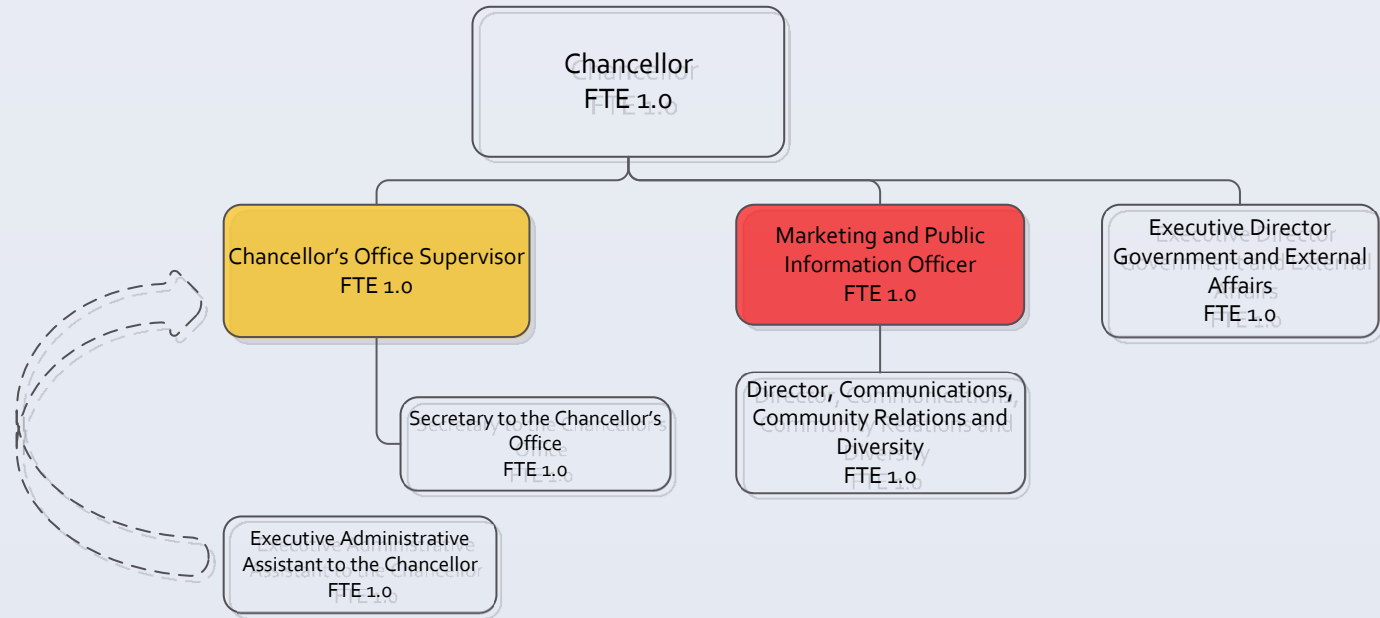 Chancellor
FTE 1.0
Chancellor’s Office Supervisor
FTE 1.0
Marketing and Public
Information Officer
FTE 1.0
Executive Director
Government and External
Affairs
FTE 1.0
Secretary to the Chancellor’s
Office
FTE 1.0
Director, Communications,
Community Relations and
Diversity
FTE 1.0
Executive Administrative
Assistant to the Chancellor
FTE 1.0